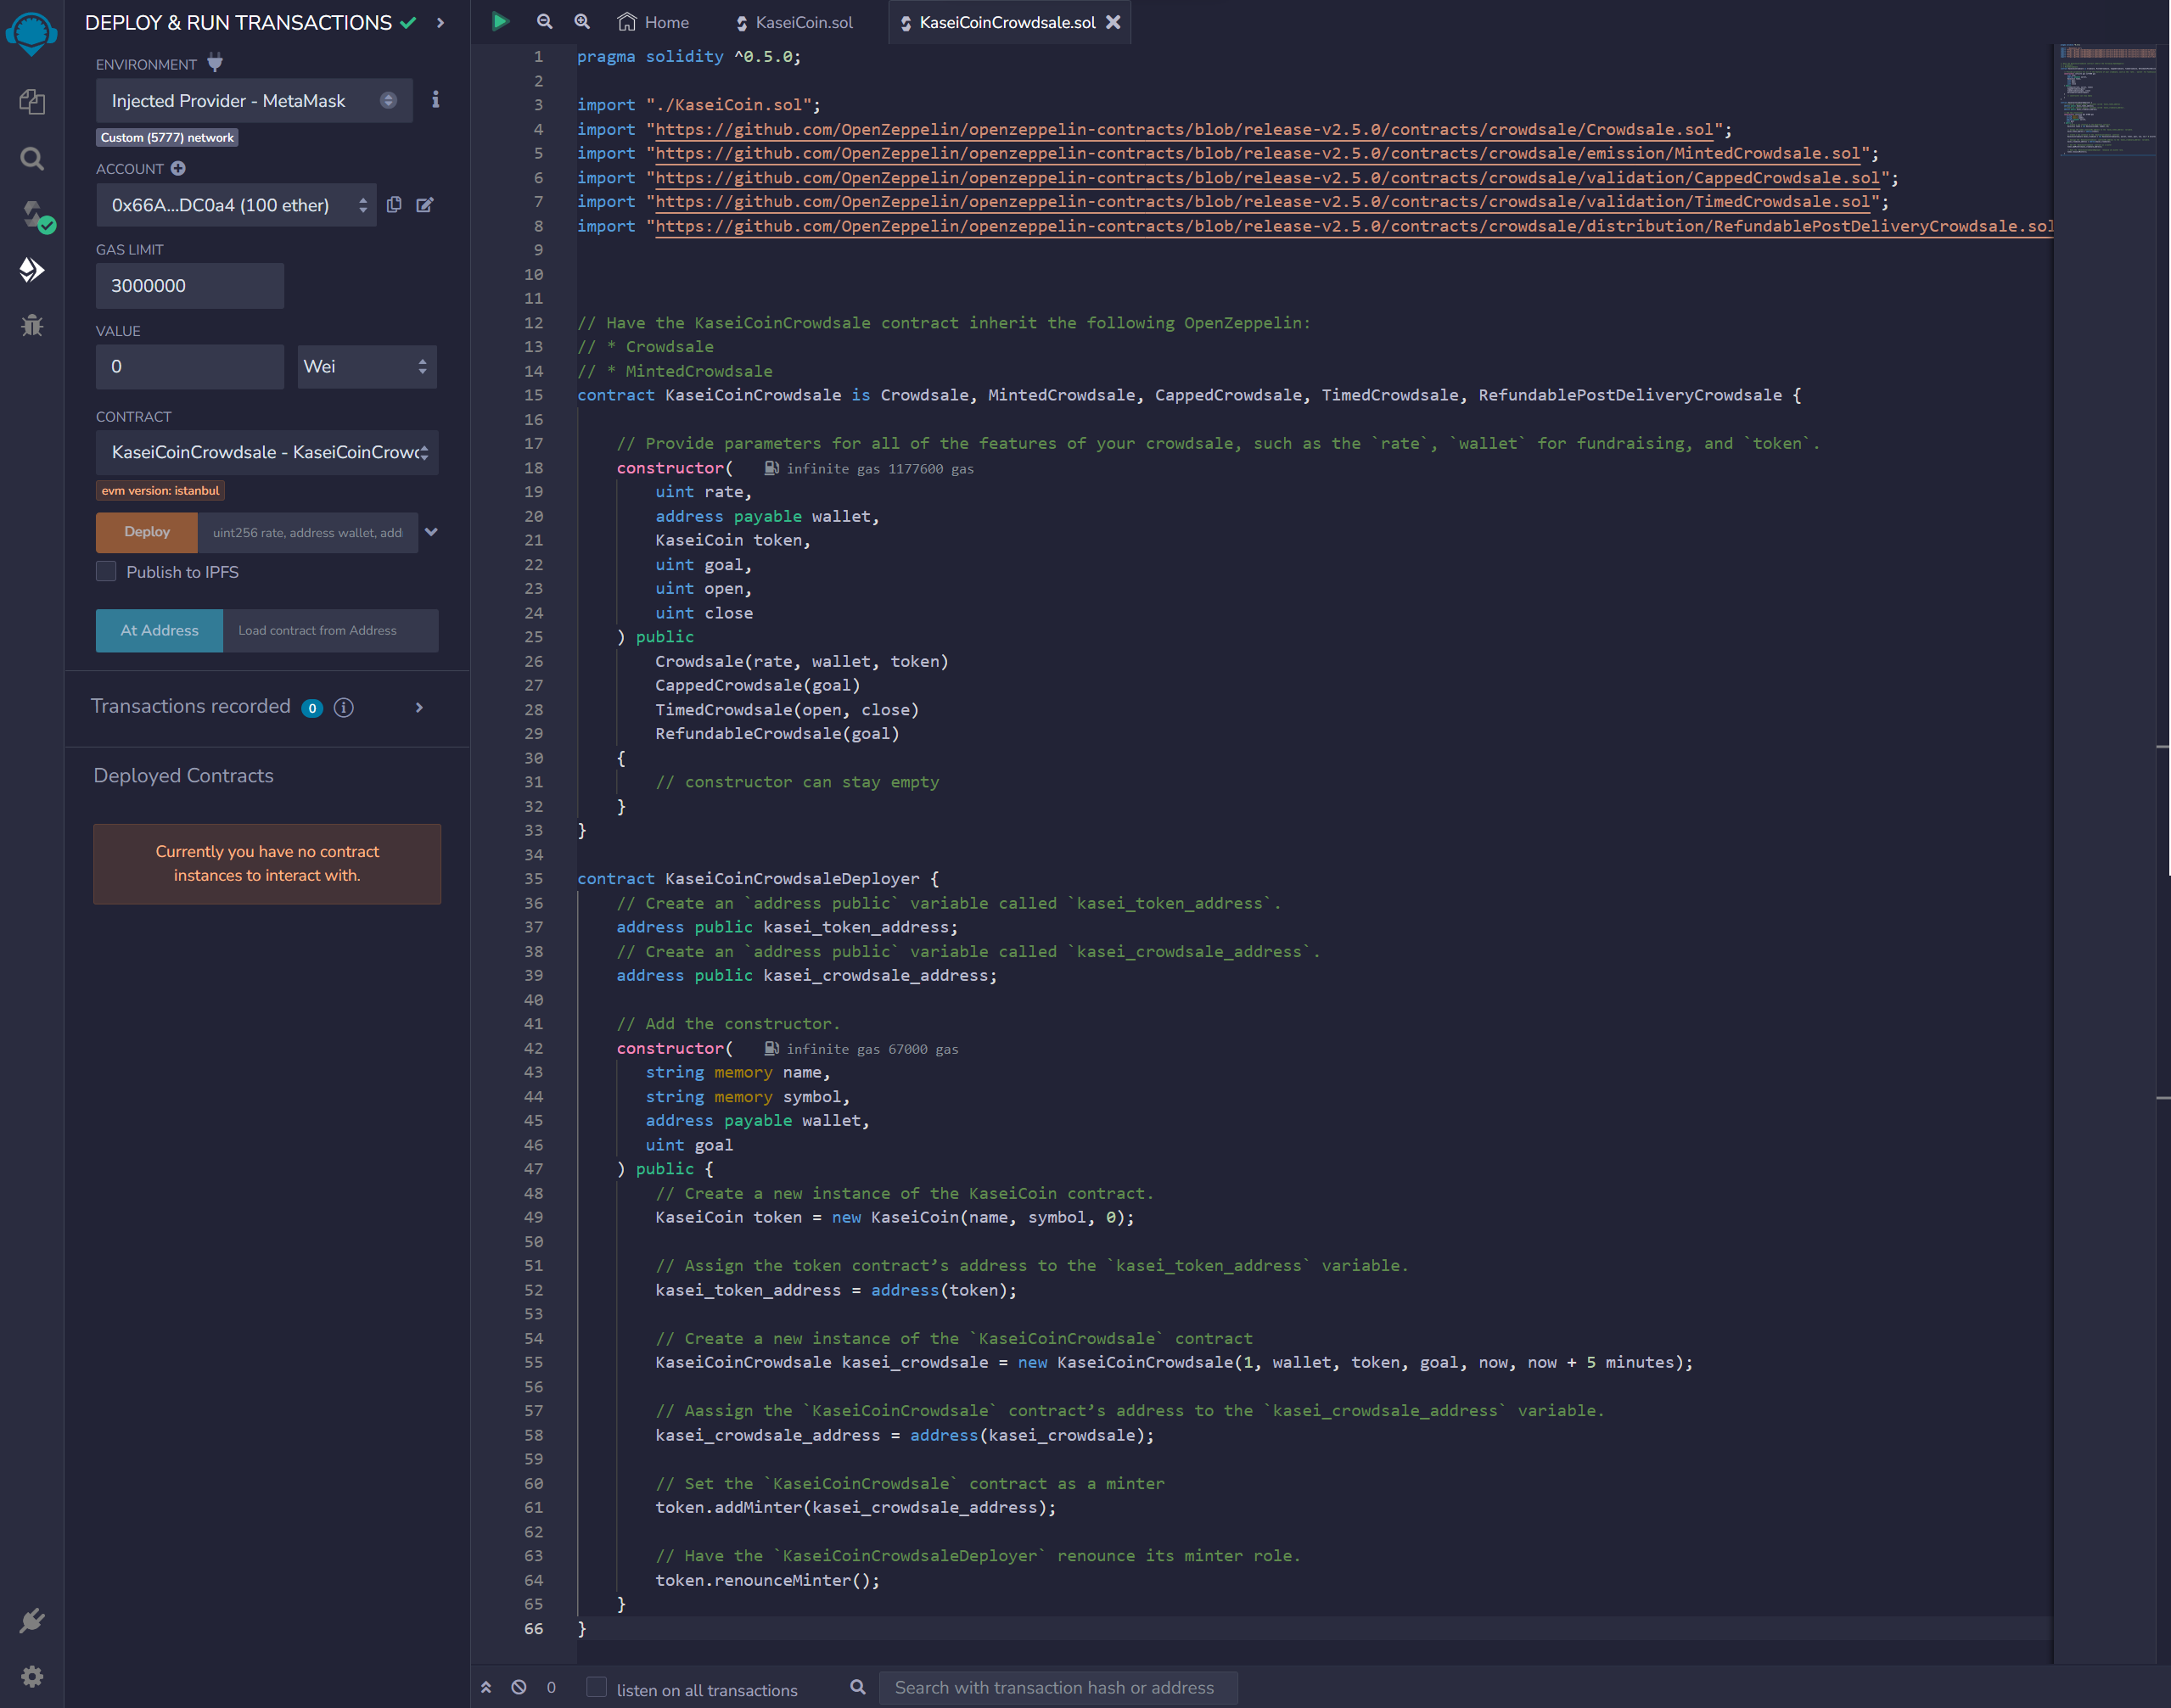 DEPLOY & RUN TRANSACTIONS
ENVIRONMENT
Injected Provider - MetaMask
Custom (5777) network
ACCOUNT
0x66A...DC0a4 (100 ether)
GAS LIMIT
3000000
VALUE
0
Wei
CONTRACT
KaseiCoinCrowdsale - KaseiCoinCrowd
evm version: istanbul
Deploy
uint256 rate, address wallet, add
Publish to IPFS
At Address
Load contract from Address
Transactions recorded 0
Deployed Contracts
Currently you have no contract
instances to interact with.
Home
KaseiCoin.sol
KaseiCoinCrowdsale.sol
1 pragma solidity ^0.5.0;
2
3 import "./KaseiCoin.sol";
4 import "https://github.com/OpenZeppelin/openzeppelin-contracts/blob/release-v2.5.0/contracts/crowdsale/Crowdsale.sol";
5 import "https://github.com/OpenZeppelin/openzeppelin-contracts/blob/release-v2.5.0/contracts/crowdsale/emission/MintedCrowdsale.sol";
6 import "https://github.com/OpenZeppelin/openzeppelin-contracts/blob/release-v2.5.0/contracts/crowdsale/validation/CappedCrowdsale.sol";
7 import "https://github.com/OpenZeppelin/openzeppelin-contracts/blob/release-v2.5.0/contracts/crowdsale/validation/TimedCrowdsale.sol";
8 import "https://github.com/OpenZeppelin/openzeppelin-contracts/blob/release-v2.5.0/contracts/crowdsale/distribution/RefundablePostDeliveryCrowdsale.sol
9
10
11
12 // Have the KaseiCoinCrowdsale contract inherit the following OpenZeppelin:
13 // * Crowdsale
14 // * MintedCrowdsale
15 contract KaseiCoinCrowdsale is Crowdsale, MintedCrowdsale, CappedCrowdsale, TimedCrowdsale, RefundablePostDeliveryCrowdsale {
16
17 // Provide parameters for all of the features of your crowdsale, such as the `rate`, `wallet` for fundraising, and `token`.
18 constructor( infinite gas 1177600 gas
19 uint rate,
20 address payable wallet,
21 KaseiCoin token,
22 uint goal,
23 uint open,
24 uint close
25 ) public
26 Crowdsale(rate, wallet, token)
27 CappedCrowdsale(goal)
28 TimedCrowdsale(open, close)
29 RefundableCrowdsale(goal)
30 {
31 // constructor can stay empty
32 }
33 }
34
35 contract KaseiCoinCrowdsaleDeployer {
36 // Create an `address public` variable called `kasei_token_address`.
37 address public kasei_token_address;
38 // Create an `address public` variable called `kasei_crowdsale_address`.
39 address public kasei_crowdsale_address;
40
41 // Add the constructor.
42 constructor( infinite gas 67000 gas
43 string memory name,
44 string memory symbol,
45 address payable wallet,
46 uint goal
47 ) public {
48 // Create a new instance of the KaseiCoin contract.
49 KaseiCoin token = new KaseiCoin(name, symbol, 0);
50
51 // Assign the token contract’s address to the `kasei_token_address` variable.
52 kasei_token_address = address(token);
53
54 // Create a new instance of the `KaseiCoinCrowdsale` contract
55 KaseiCoinCrowdsale kasei_crowdsale = new KaseiCoinCrowdsale(1, wallet, token, goal, now, now + 5 minutes);
56
57 // Aassign the `KaseiCoinCrowdsale` contract’s address to the `kasei_crowdsale_address` variable.
58 kasei_crowdsale_address = address(kasei_crowdsale);
59
60 // Set the `KaseiCoinCrowdsale` contract as a minter
61 token.addMinter(kasei_crowdsale_address);
62
63 // Have the `KaseiCoinCrowdsaleDeployer` renounce its minter role.
64 token.renounceMinter();
65 }
66 }
0
listen on all transactions
Search with transaction hash or address